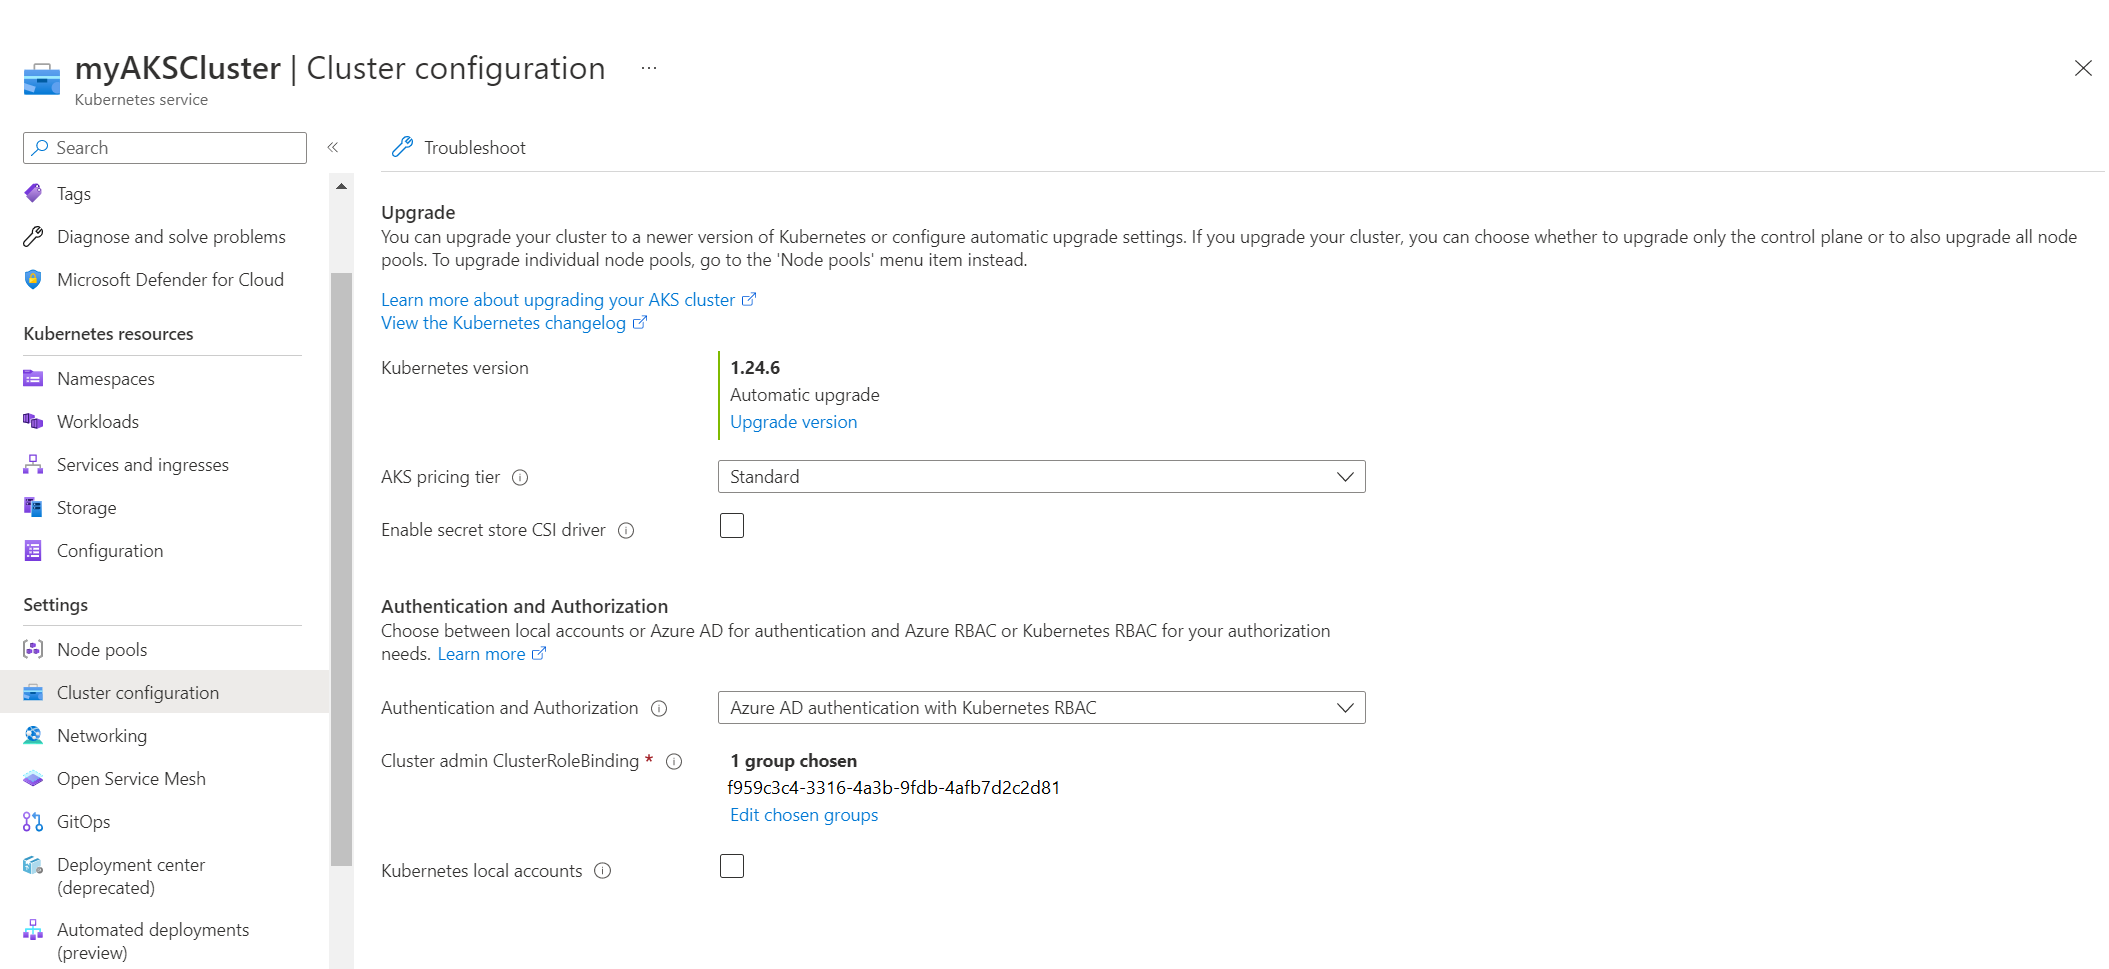 myAKSCluster | Cluster configuration ...
Kubernetes service
Search
«
Troubleshoot
Tags
Diagnose and solve problems
Microsoft Defender for Cloud
Kubernetes resources
Namespaces
Workloads
Services and ingresses
Storage
Configuration
Settings
Node pools
Cluster configuration
Networking
Open Service Mesh
GitOps
Deployment center
(deprecated)
Automated deployments
(preview)
Upgrade
You can upgrade your cluster to a newer version of Kubernetes or configure automatic upgrade settings. If you upgrade your cluster, you can choose whether to upgrade only the control plane or to also upgrade all node
pools. To upgrade individual node pools, go to the 'Node pools' menu item instead.
Learn more about upgrading your AKS cluster
View the Kubernetes changelog
Kubernetes version
1.24.6
Automatic upgrade
Upgrade version
AKS pricing tier
Standard
Enable secret store CSI driver
Authentication and Authorization
Choose between local accounts or Azure AD for authentication and Azure RBAC or Kubernetes RBAC for your authorization
needs. Learn more
Authentication and Authorization
Azure AD authentication with Kubernetes RBAC
Cluster admin ClusterRoleBinding *
1 group chosen
f959c3c4-3316-4a3b-9fdb-4afb7d2c2d81
Edit chosen groups
Kubernetes local accounts